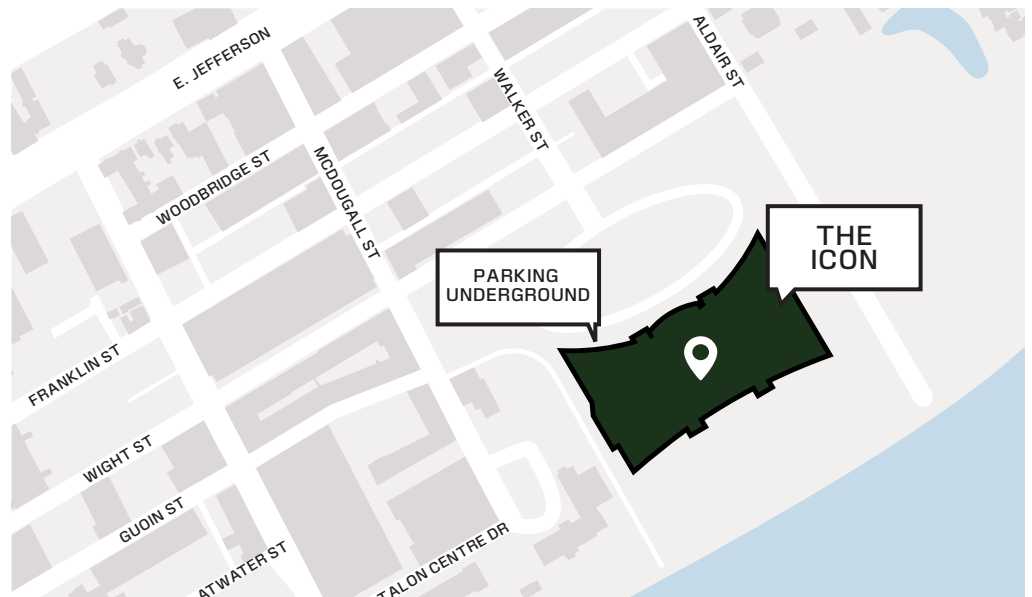 E. JEFFERSON
ALDAIR ST
WALKER ST
WOODBRIDGE ST
MCDOUGALL ST
THE
ICON
PARKING
UNDERGROUND
FRANKLIN ST
WIGHT ST
GUOIN ST
ATWATER ST
TALON CENTRE DR